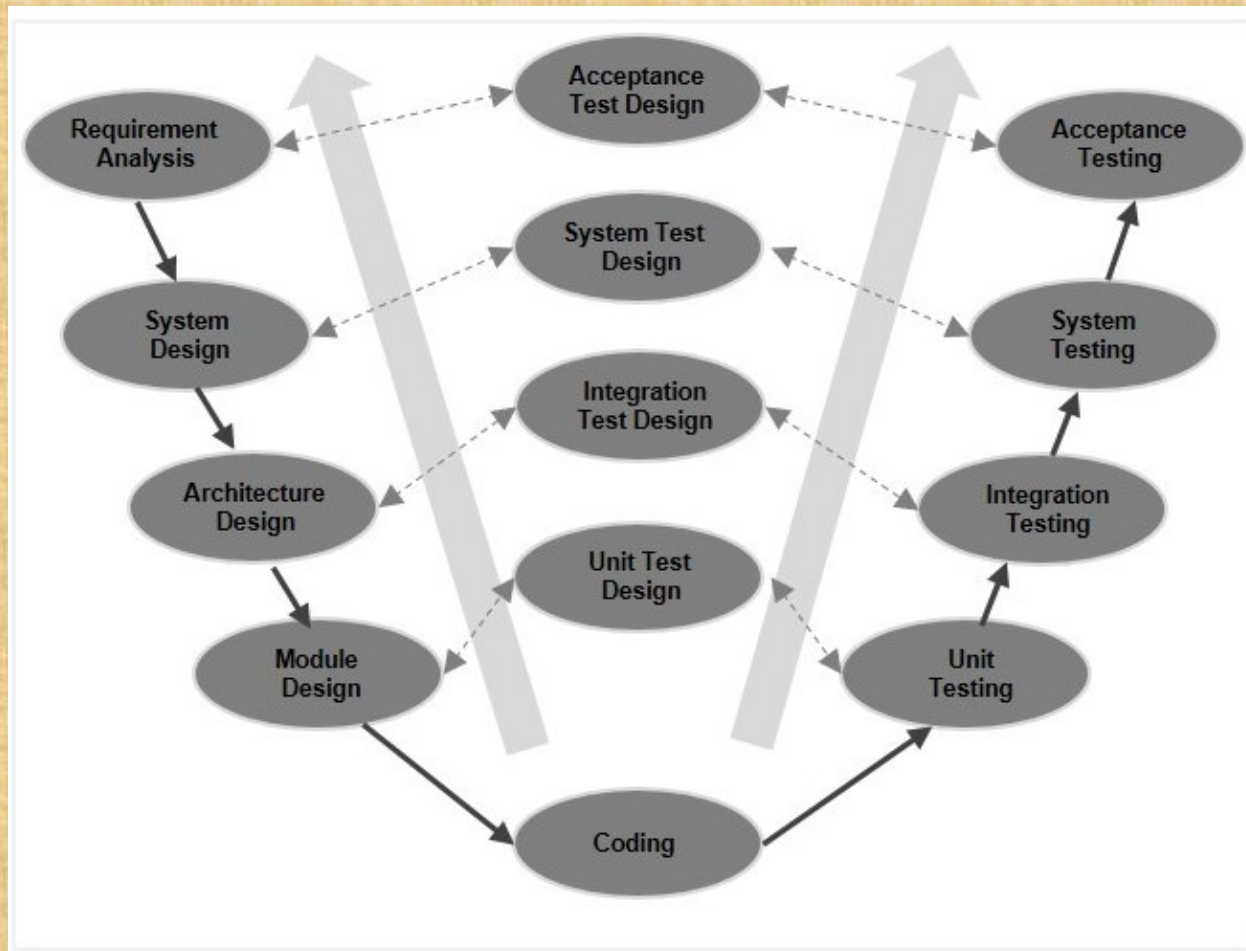 Acceptance
Test Design
Requirement
Analysis
Acceptance
Testing
System Test
Design
System
Design
System
Testing
Integration
Test Design
Architecture
Design
Integration
Testing
Unit Test
Design
Module
Design
Unit
Testing
Coding